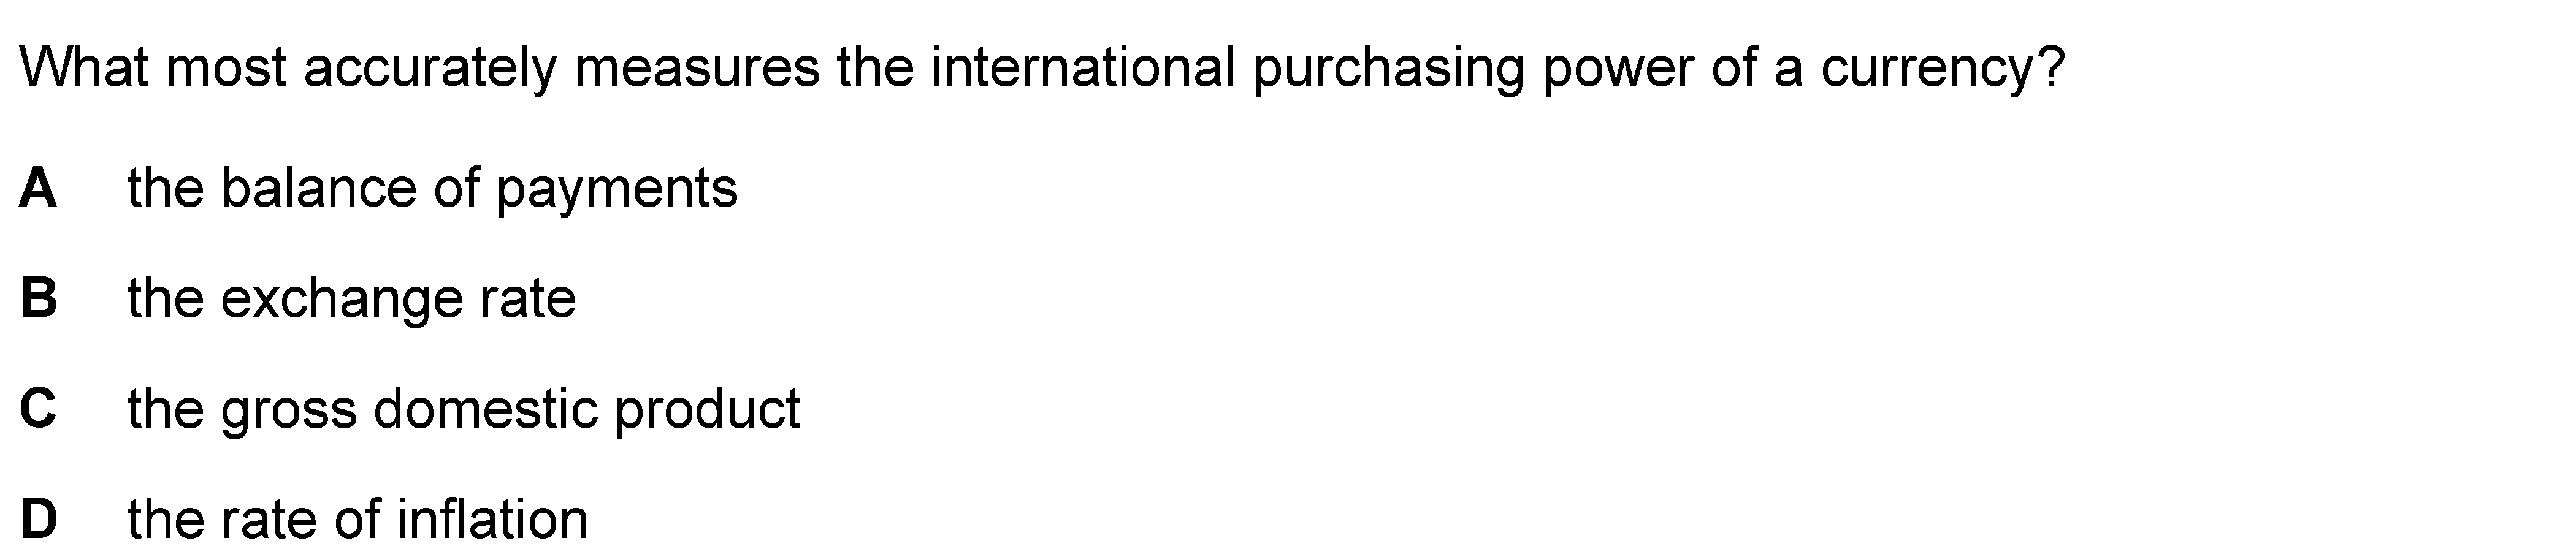 What most accurately measures the international purchasing power of a currency?
A the balance of payments
B the exchange rate
C the gross domestic product
D the rate of inflation